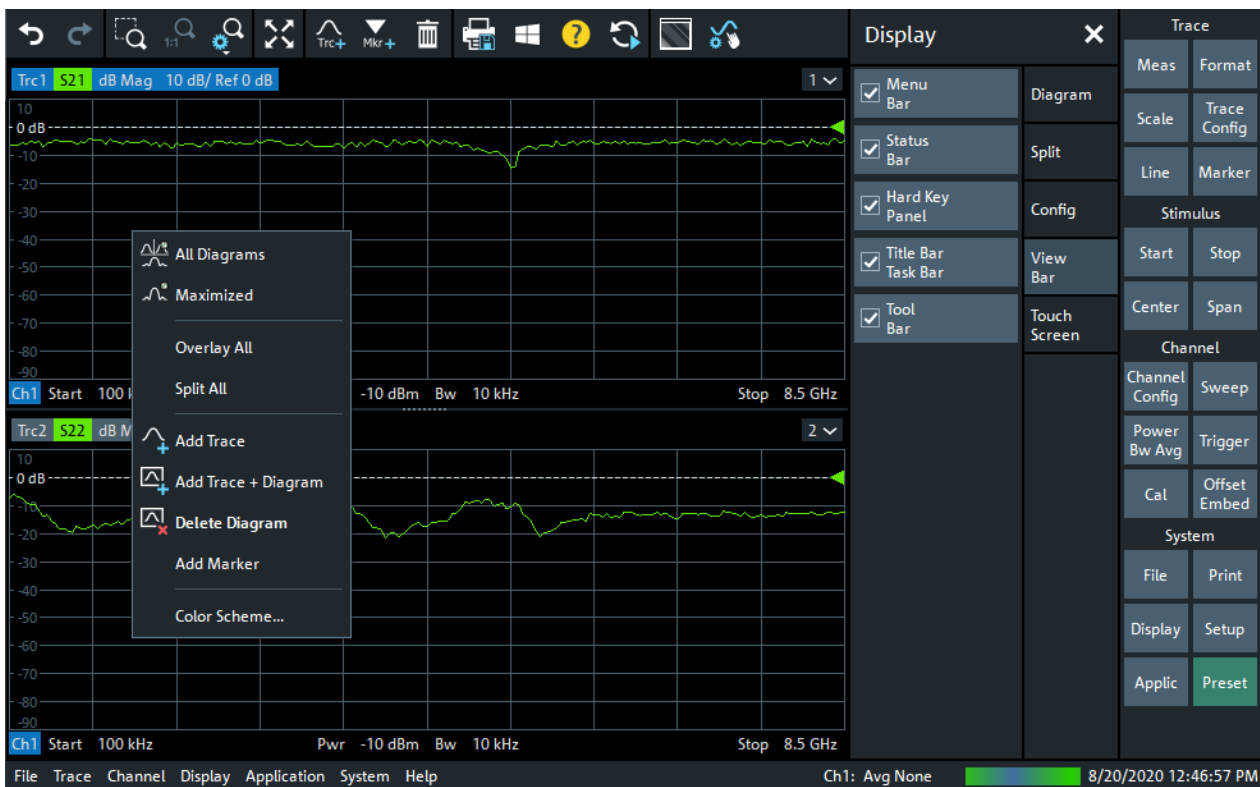 1:1
Trc+
Mkr+
?
Trc1 S21 dB Mag 10 dB/ Ref 0 dB
1
10
0 dB
-10
-20
-30
-40
-50
-60
-70
-80
-90
Ch1 Start 100
-10 dBm Bw 10 kHz
Stop 8.5 GHz
All Diagrams
Maximized
Overlay All
Split All
Add Trace
Add Trace + Diagram
Delete Diagram
Add Marker
Color Scheme...
Trc2 S22 dB M
2
10
0 dB
-10
-20
-30
-40
-50
-60
-70
-80
-90
Ch1 Start 100 kHz
Pwr -10 dBm Bw 10 kHz
Stop 8.5 GHz
File Trace Channel Display Application System Help
Ch1: Avg None
8/20/2020 12:46:57 PM
Display
Menu
Bar
Status
Bar
Hard Key
Panel
Title Bar
Task Bar
Tool
Bar
Diagram
Split
Config
View
Bar
Touch
Screen
Trace
Meas
Format
Scale
Trace
Config
Line
Marker
Stimulus
Start
Stop
Center
Span
Channel
Channel
Config
Sweep
Power
Bw Avg
Trigger
Cal
Offset
Embed
System
File
Print
Display
Setup
Applic
Preset